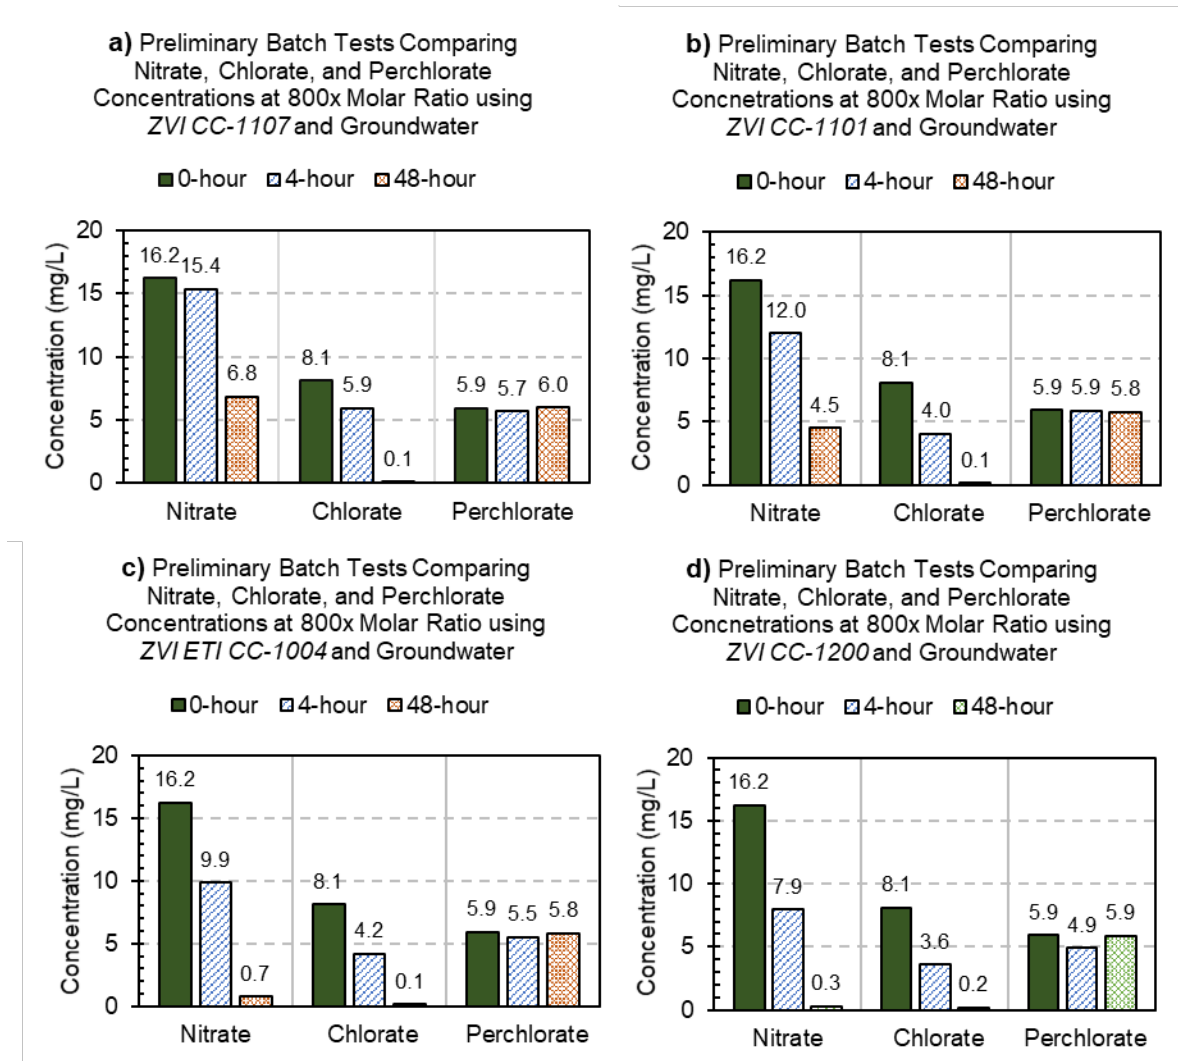 a) Preliminary Batch Tests Comparing
Nitrate, Chlorate, and Perchlorate
Concentrations at 800x Molar Ratio using
ZVI CC-1107 and Groundwater
0-hour 4-hour 48-hour
Concentration (mg/L)
20
15
10
5
0
16.2 15.4 6.8
8.1 5.9 0.1
5.9 5.7 6.0
Nitrate Chlorate Perchlorate
b) Preliminary Batch Tests Comparing
Nitrate, Chlorate, and Perchlorate
Concnetrations at 800x Molar Ratio using
ZVI CC-1101 and Groundwater
0-hour 4-hour 48-hour
Concentration (mg/L)
20
15
10
5
0
16.2 12.0 4.5
8.1 4.0 0.1
5.9 5.9 5.8
Nitrate Chlorate Perchlorate
c) Preliminary Batch Tests Comparing
Nitrate, Chlorate, and Perchlorate
Concentrations at 800x Molar Ratio using
ZVI ETI CC-1004 and Groundwater
0-hour 4-hour 48-hour
Concentration (mg/L)
20
15
10
5
0
16.2 9.9 0.7
8.1 4.2 0.1
5.9 5.5 5.8
Nitrate Chlorate Perchlorate
d) Preliminary Batch Tests Comparing
Nitrate, Chlorate, and Perchlorate
Concnetrations at 800x Molar Ratio using
ZVI CC-1200 and Groundwater
0-hour 4-hour 48-hour
Concentration (mg/L)
20
15
10
5
0
16.2 7.9 0.3
8.1 3.6 0.2
5.9 4.9 5.9
Nitrate Chlorate Perchlorate